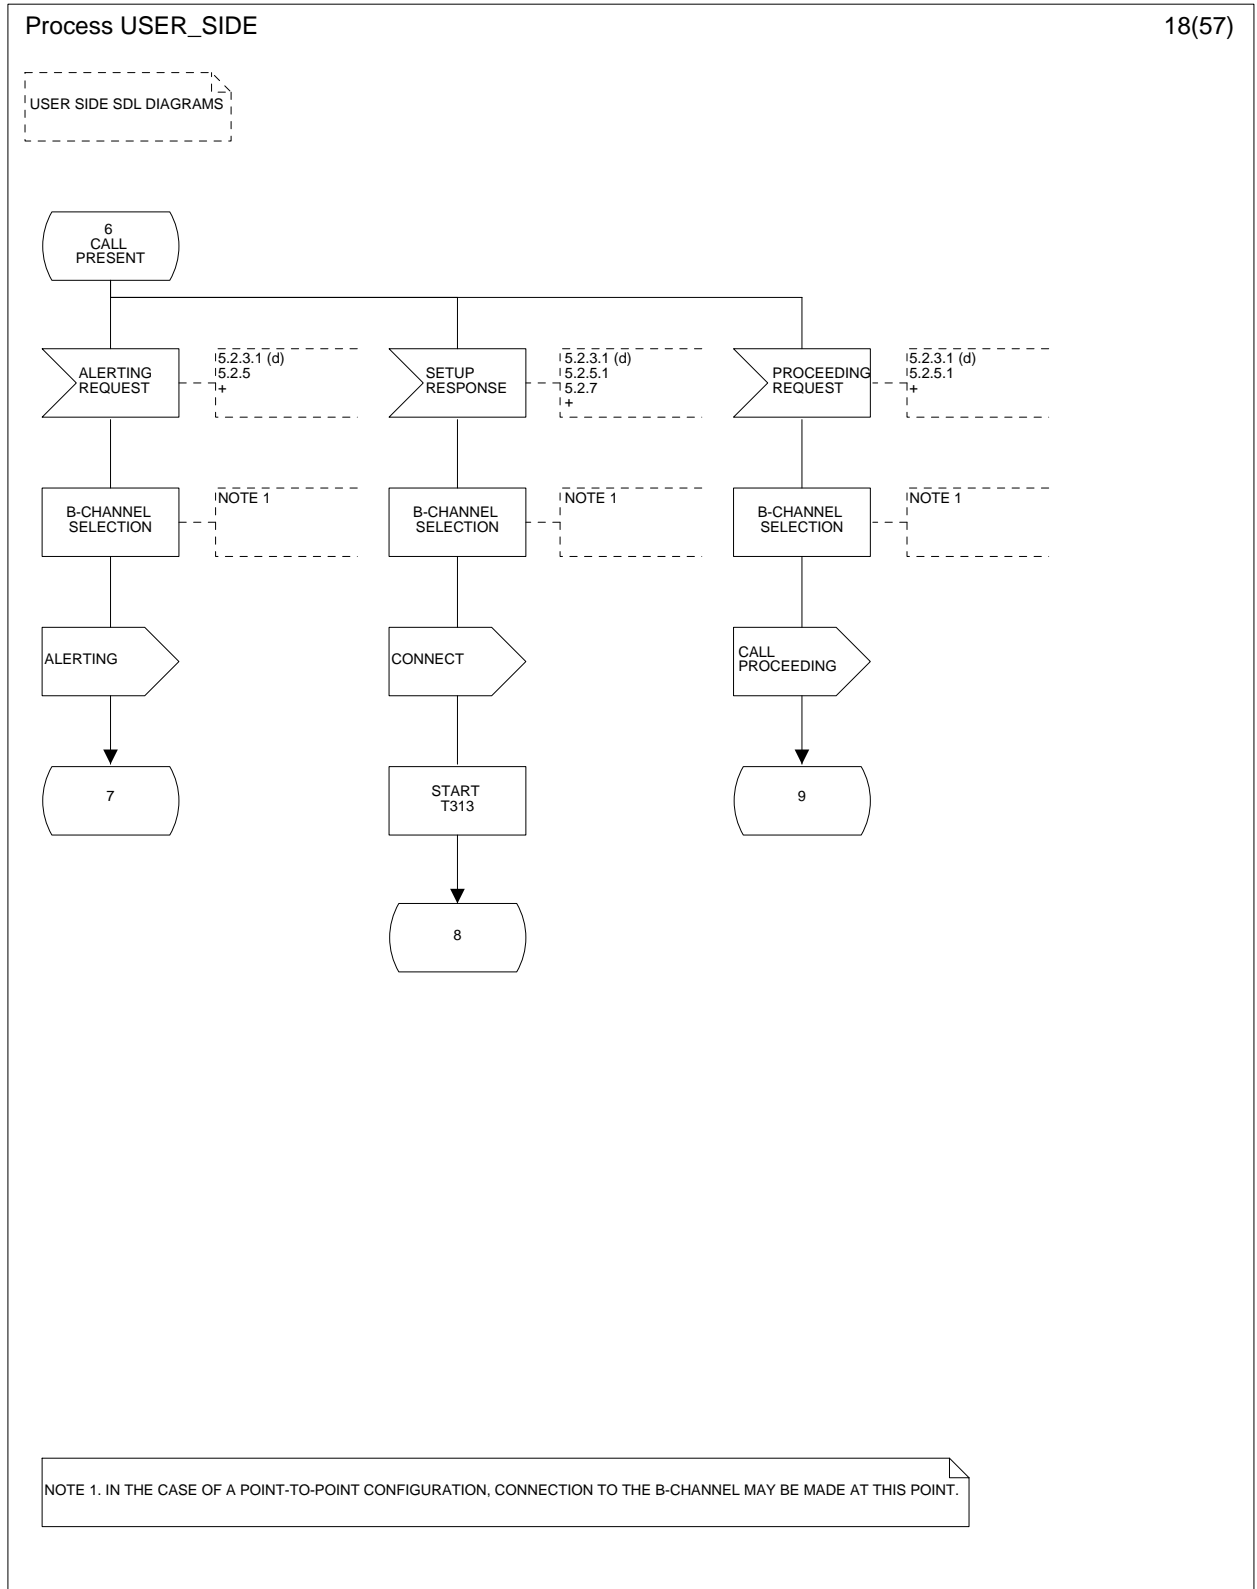 Process USER_SIDE
18(57)
USER SIDE SDL DIAGRAMS
6
CALL
PRESENT
ALERTING
REQUEST
5.2.3.1 (d)
5.2.5
+
SETUP
RESPONSE
5.2.3.1 (d)
5.2.5.1
5.2.7
+
PROCEEDING
REQUEST
5.2.3.1 (d)
5.2.5.1
+
B-CHANNEL
SELECTION
NOTE 1
B-CHANNEL
SELECTION
NOTE 1
B-CHANNEL
SELECTION
NOTE 1
ALERTING
CONNECT
CALL
PROCEEDING
7
START
T313
9
8
NOTE 1. IN THE CASE OF A POINT-TO-POINT CONFIGURATION, CONNECTION TO THE B-CHANNEL MAY BE MADE AT THIS POINT.